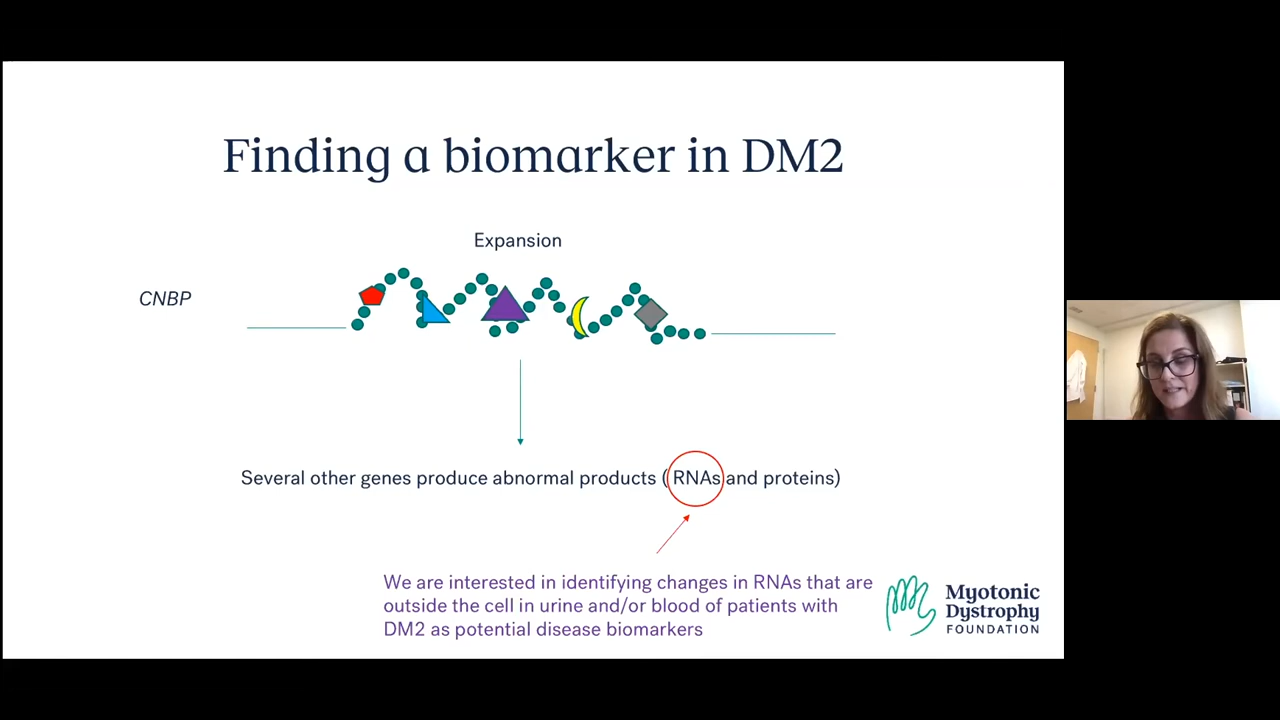 Finding a biomarker in DM2
Expansion
CNBP
Several other genes produce abnormal products ( RNAs and proteins)
We are interested in identifying changes in RNAs that are
outside the cell in urine and/or blood of patients with
DM2 as potential disease biomarkers
Myotonic
Dystrophy
FOUNDATION